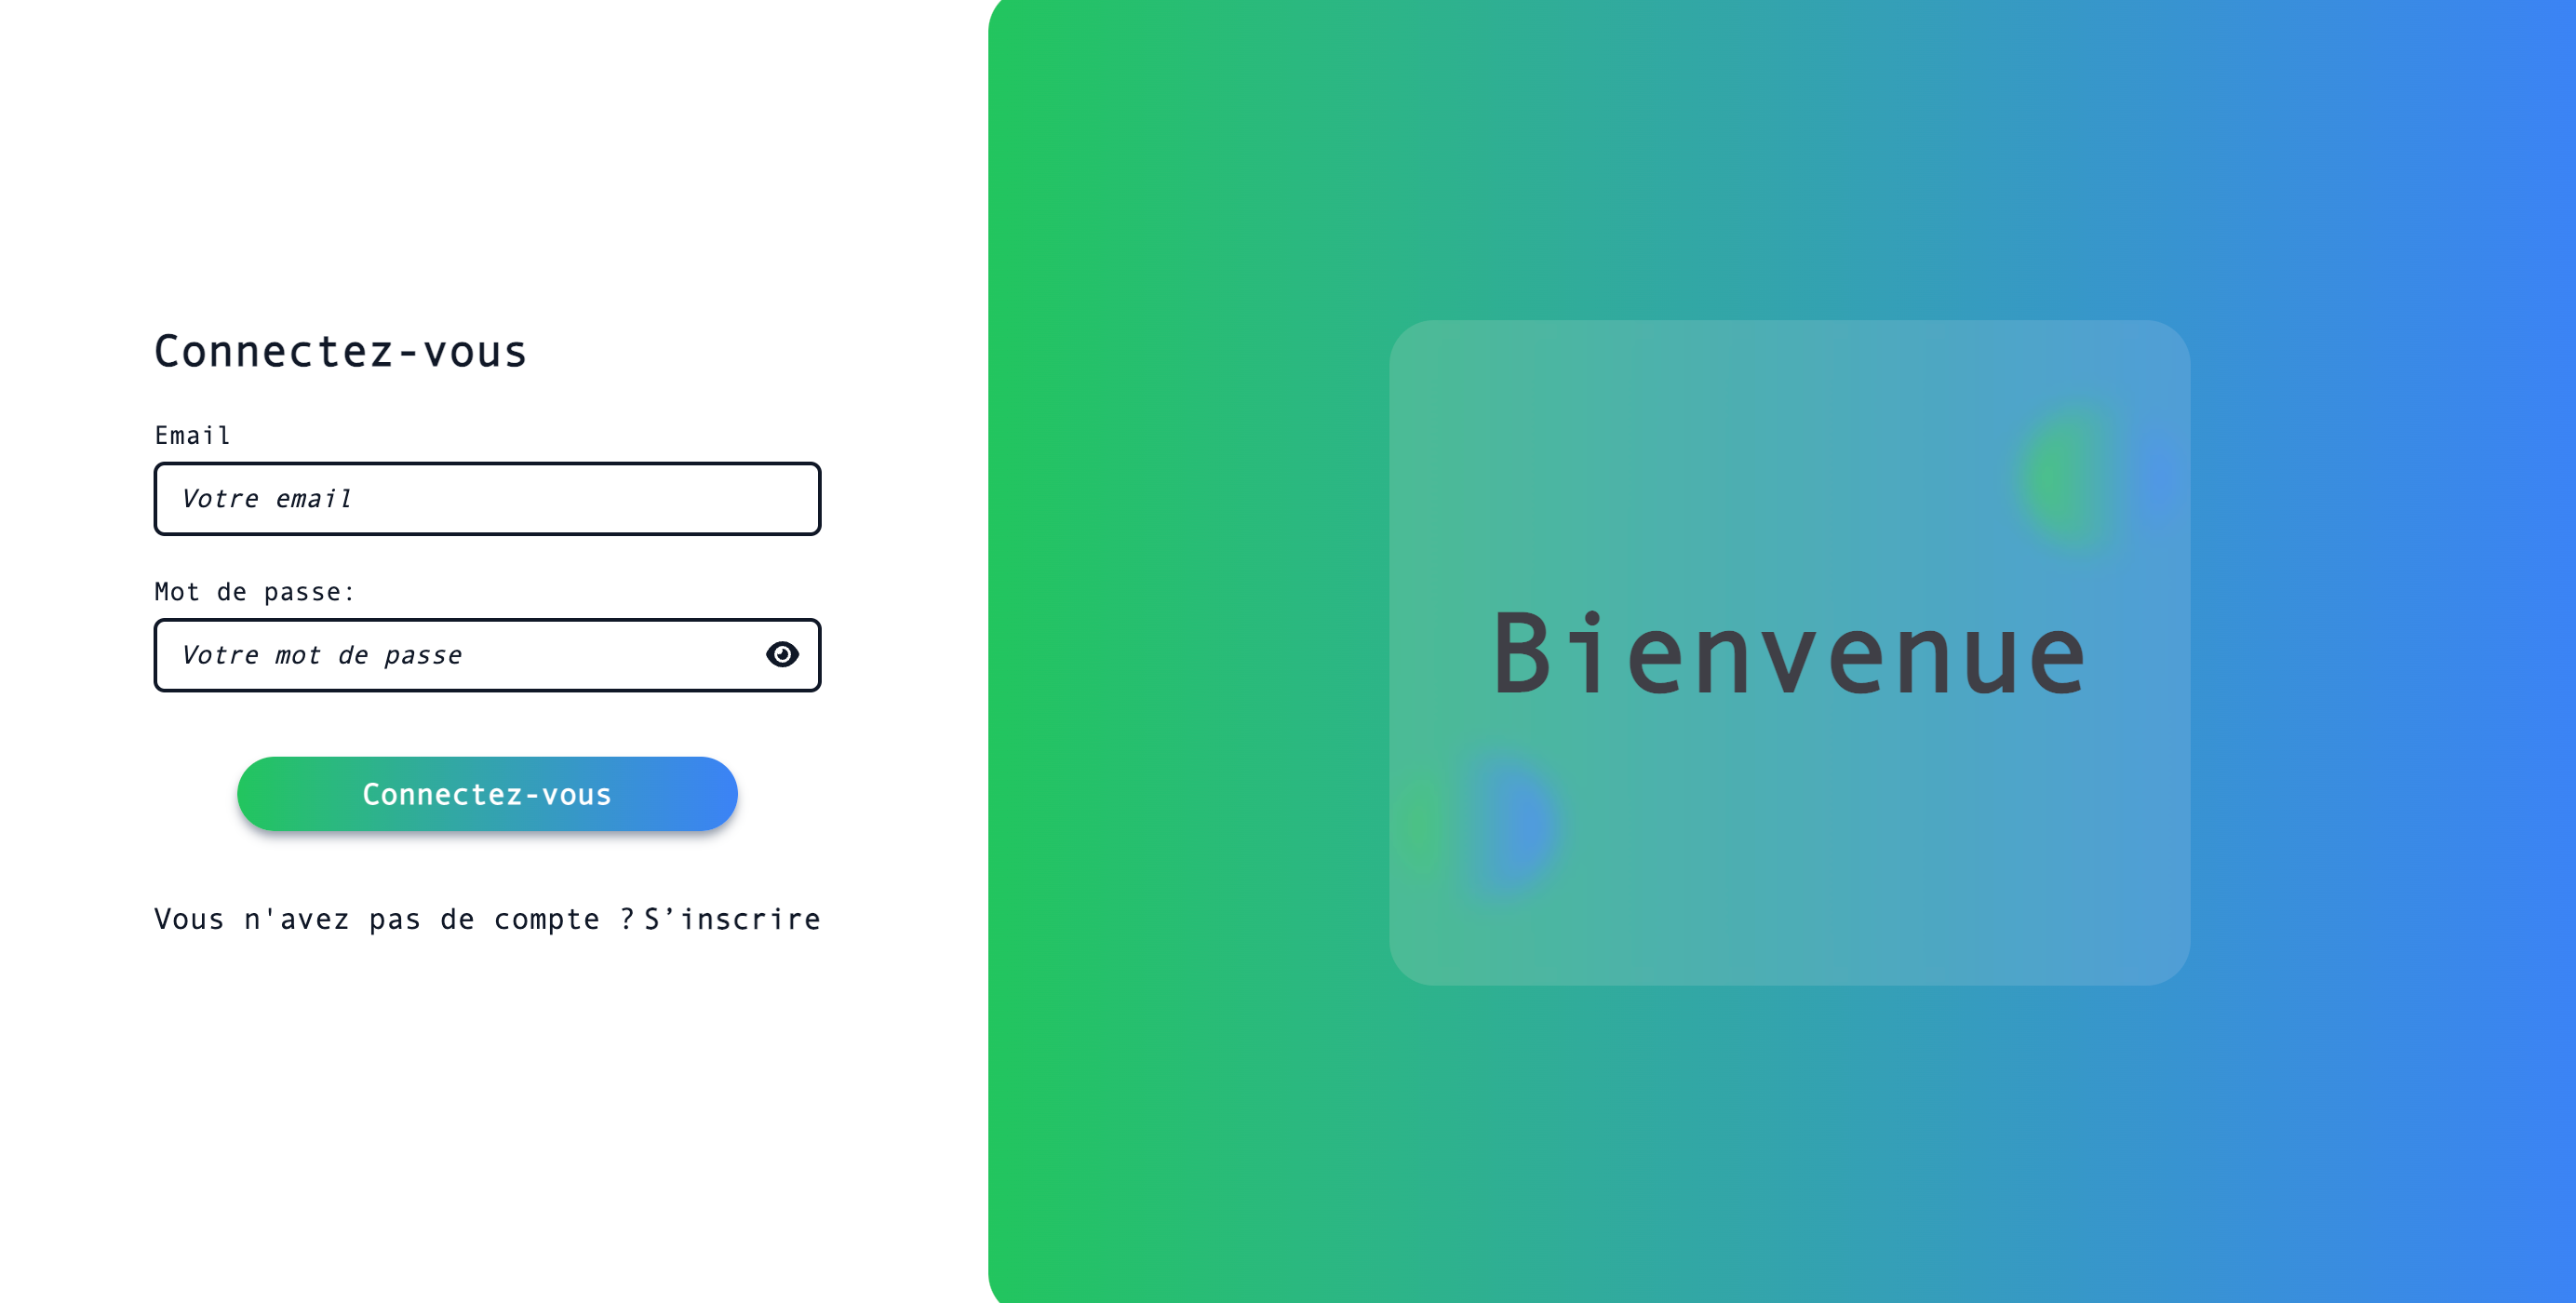 Connectez-vous
Email
Votre email
Mot de passe:
Votre mot de passe
Connectez-vous
Vous n'avez pas de compte ? S’inscrire
Bienvenue